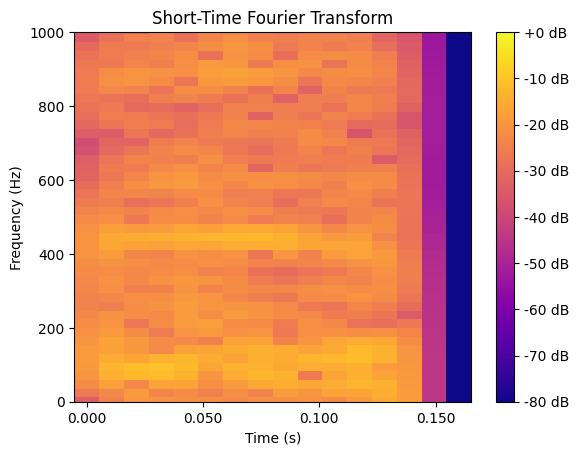 Short-Time Fourier Transform
1000
800
600
400
200
0
Frequency (Hz)
0.000
0.050
0.100
0.150
Time (s)
+0 dB
-10 dB
-20 dB
-30 dB
-40 dB
-50 dB
-60 dB
-70 dB
-80 dB